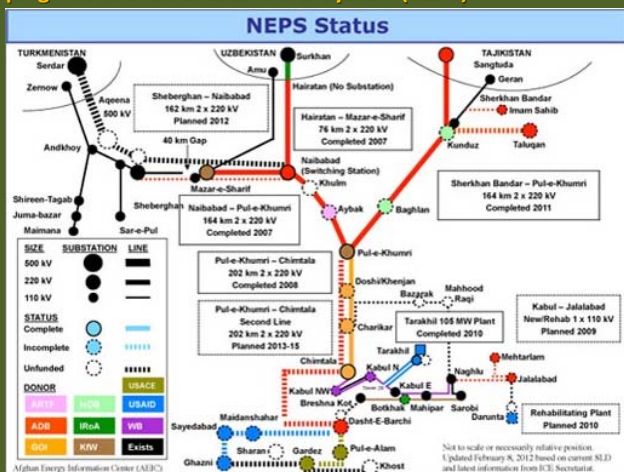 NEPS Status
TURKMENISTAN
Serdar
Zernow
Aqeena
500 kV
Andkhoy
Shireen-Tagab
Juma-bazar
Maimana
Sar-e-Pul
Sheberghan
40 km Gap
Mazar-e-Sharif
UZBEKISTAN
Surkhan
Amu
Hairatan (No Substation)
TAJIKISTAN
Sangtuda
Geran
Sherkhan Bandar
Imam Sahib
Kunduz
Taluqan
Sheberghan – Naibabad
162 km 2 x 220 kV
Planned 2012
Hairatan – Mazar-e-Sharif
76 km 2 x 220 kV
Completed 2007
Naibabad
(Switching Station)
Khulm
Aybak
Baghlan
Sherkhan Bandar – Pul-e-Khumri
164 km 2 x 220 kV
Completed 2011
Naibabad – Pul-e-Khumri
164 km 2 x 220 kV
Completed 2007
Pul-e-Khumri
Pul-e-Khumri – Chimtala
202 km 2 x 220 kV
Completed 2008
Pul-e-Khumri – Chimtala
Second Line
202 km 2 x 220 kV
Planned 2013-15
Doshi/Khenjan
Bazarak
Mahhood
Raqi
Charikar
Tarakhil 105 MW Plant
Completed 2010
Kabul – Jalalabad
New/Rehab 1 x 110 kV
Planned 2009
Chimtala
Tarakhil
Kabul N
Kabul NW
Kabul E
Breshna Kot
Botkhak
Mahipar
Sarobi
Naghlu
Mehtarlam
Jalalabad
Darunta
Rehabilitating Plant
Planned 2010
Dasht-E-Barchi
Maidanshahar
Sayedabad
Sharan
Pul-e-Alam
Ghazni
Gardez
Khost
SIZE SUBSTATION LINE
500 kV
220 kV
110 kV
STATUS
Complete
Incomplete
Unfunded
DONOR
USACE
ARTF
IsDB
USAID
ADB
IRoA
WB
GOI
KfW
Exists
Afghan Energy Information Center (AEIC)
Not to scale or necessarily relative position.
Updated February 8, 2012 based on current SLD
and latest information from ICE Secretariat.